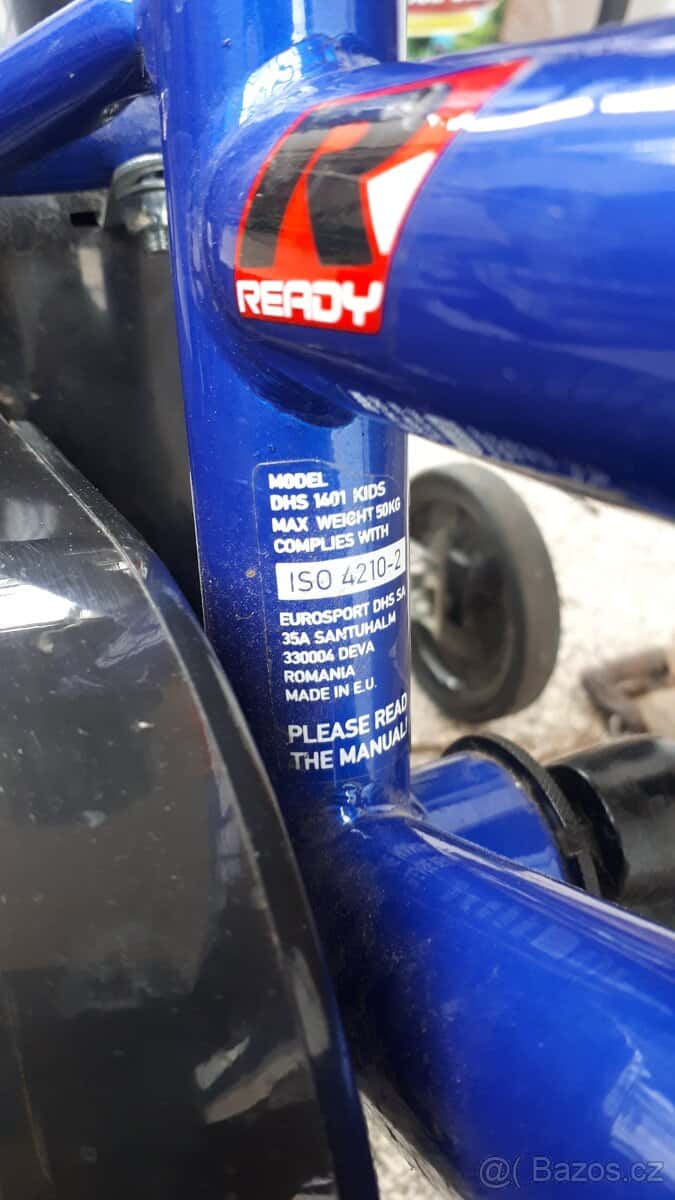 R
READY
MODEL
DHS 1401 KIDS
MAX WEIGHT 50KG
COMPLIES WITH
ISO 4210-2
EUROSPORT DHS SA
35A SANTUHALM
330004 DEVA
ROMANIA
MADE IN E.U.
PLEASE READ
THE MANUAL!
@( Bazos.cz